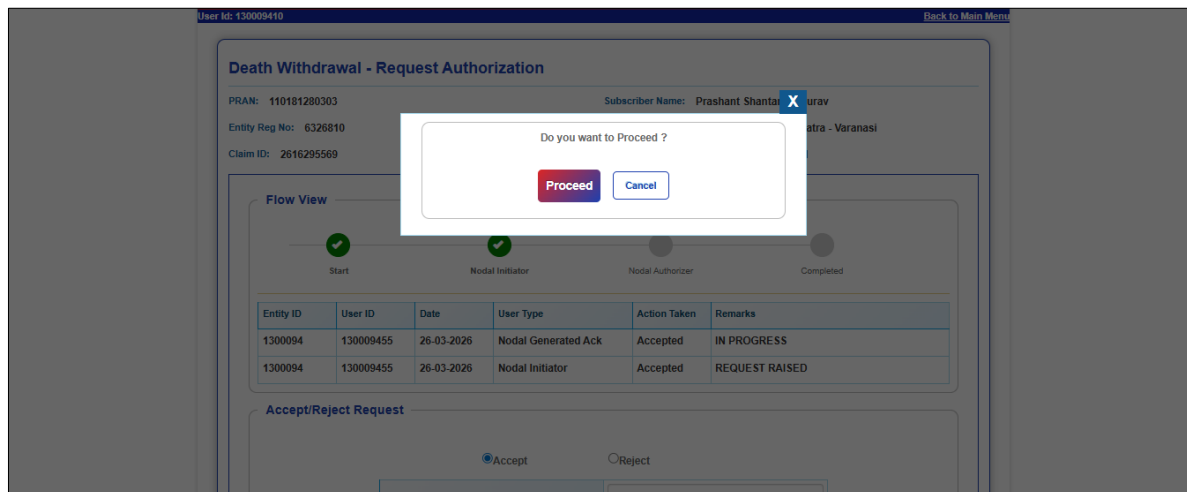 User Id: 130009410 Back to Main Menu
Death Withdrawal - Request Authorization
PRAN: 110181280303 Subscriber Name: Prashant urav
X
Entity Reg No: 6326810 - Varanasi
Claim ID: 2616295569
Do you want to Proceed ?
Proceed Cancel
Flow View
Start Nodal Initiator Nodal Authorizer Completed
Entity ID User ID Date User Type Action Taken Remarks
1300094 130009455 26-03-2026 Nodal Generated Ack Accepted IN PROGRESS
1300094 130009455 26-03-2026 Nodal Initiator Accepted REQUEST RAISED
Accept/Reject Request
Accept Reject